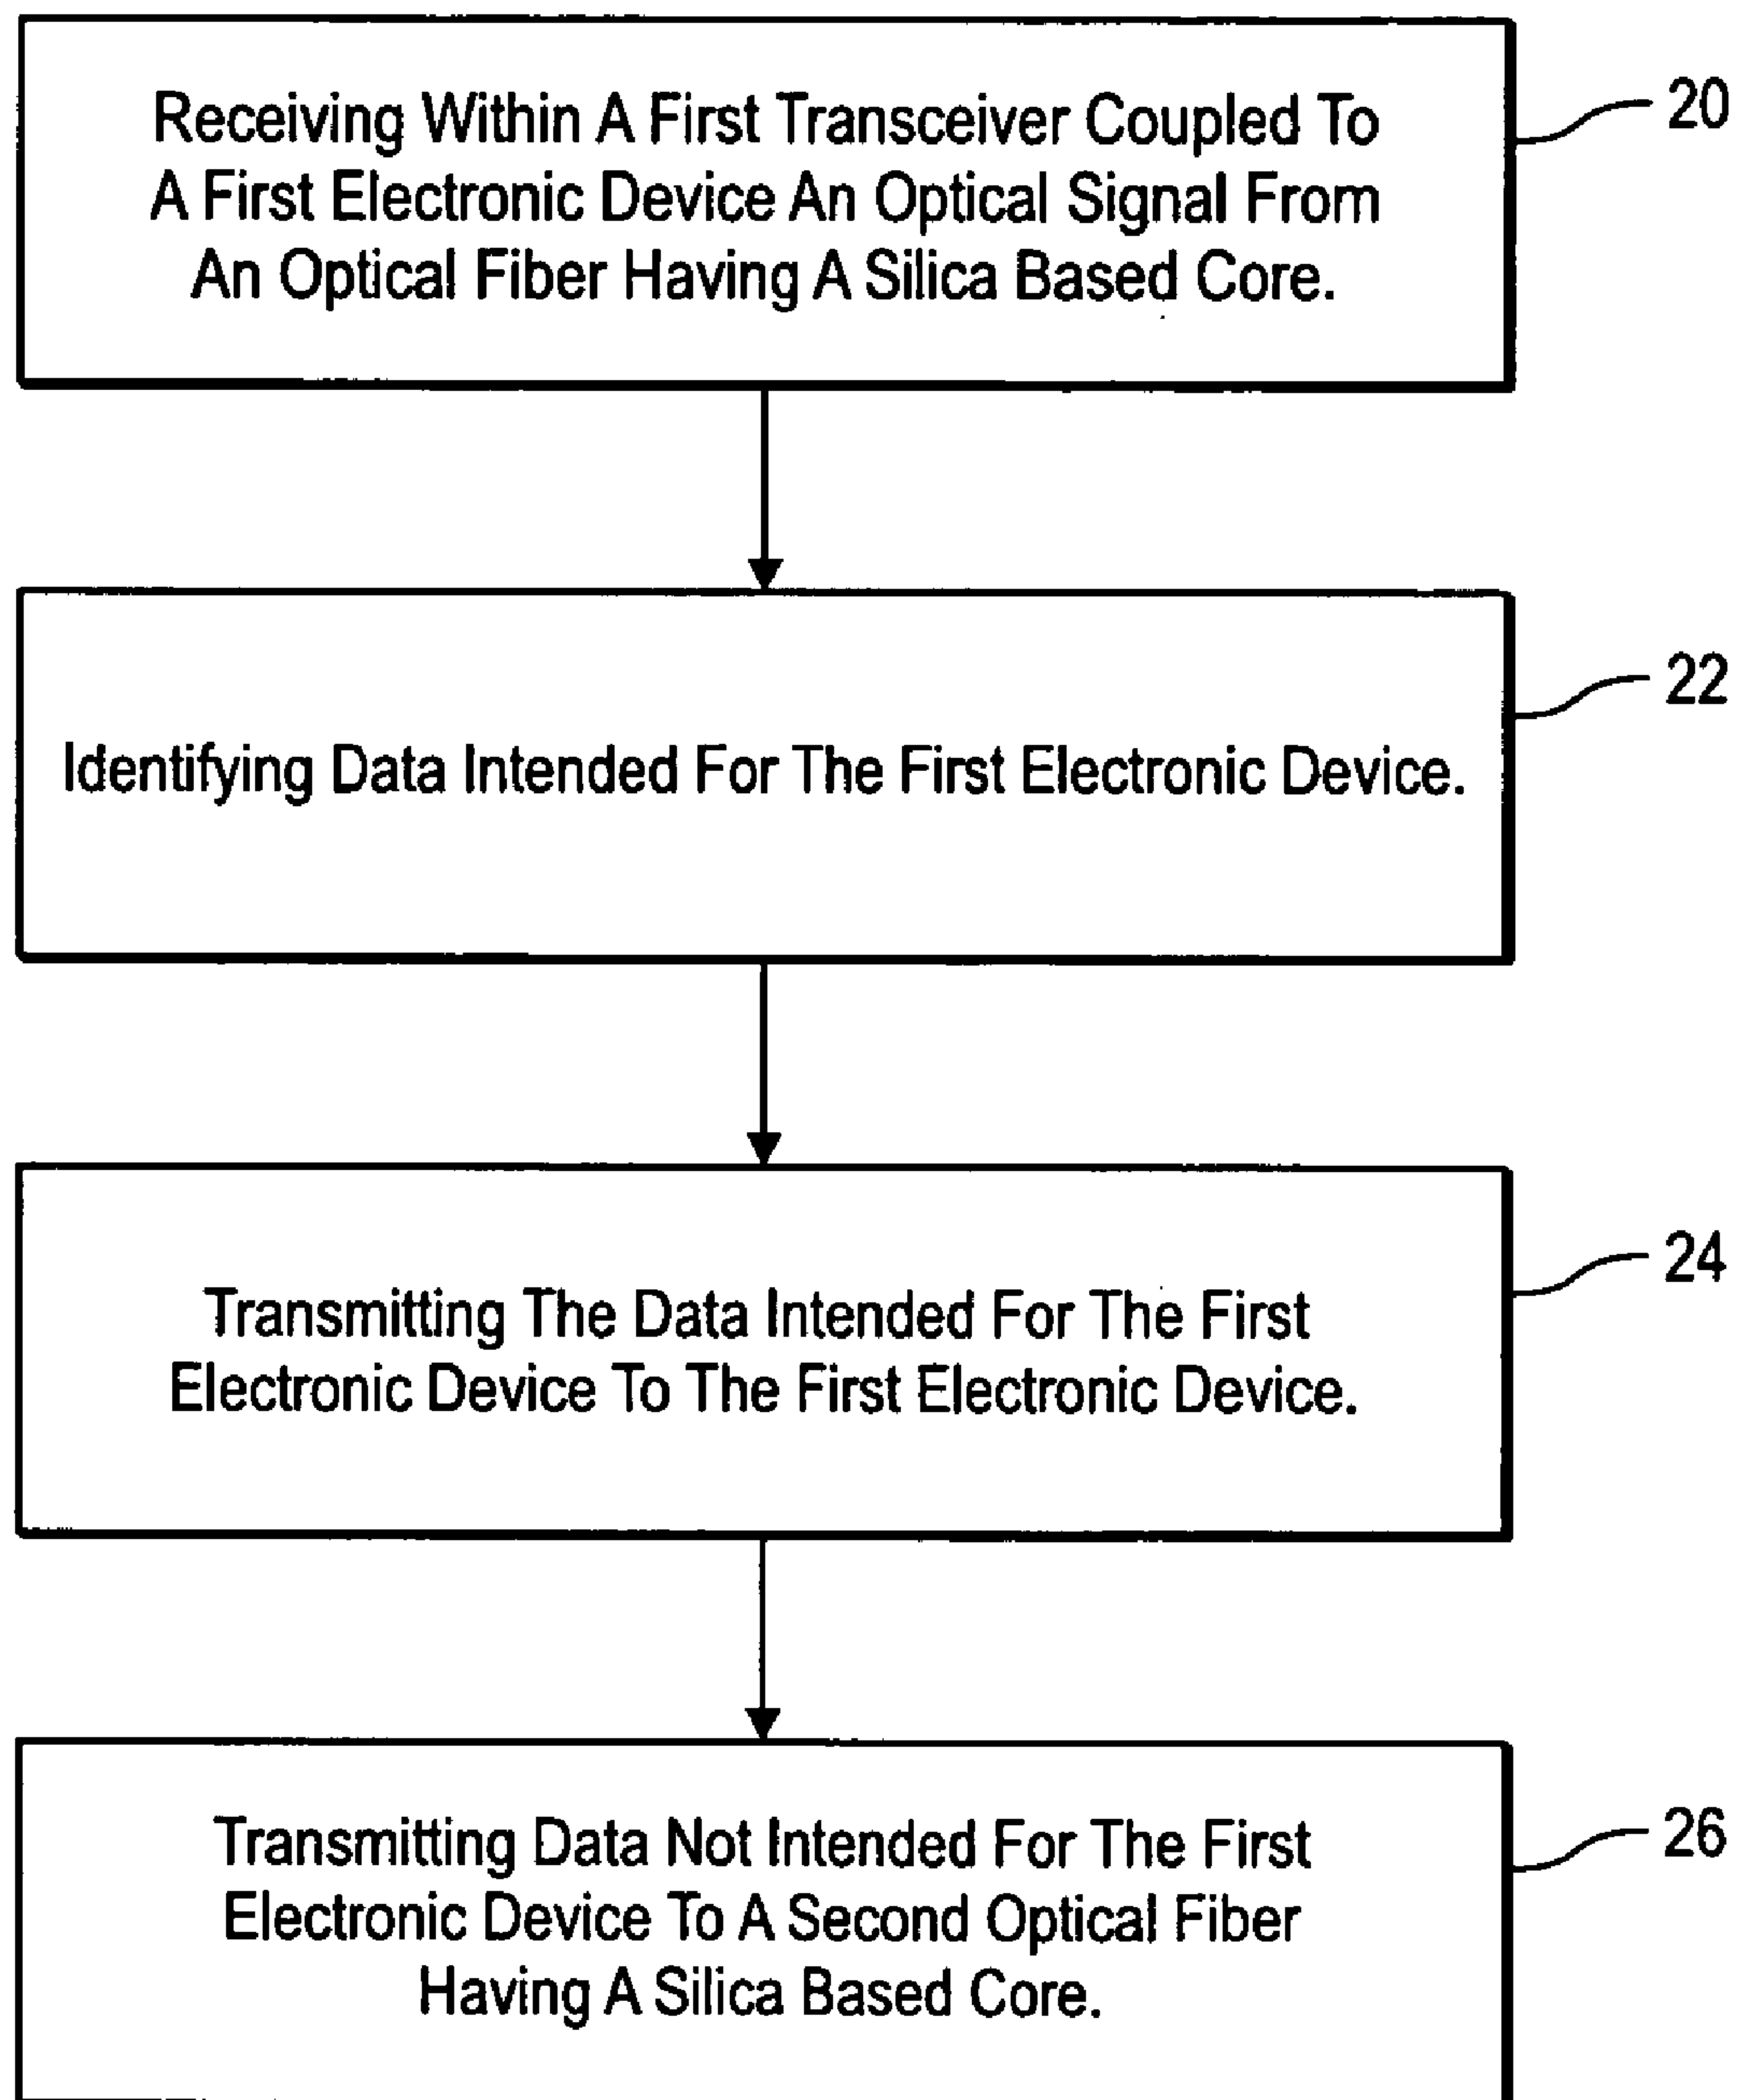 Receiving Within A First Transceiver Coupled To
A First Electronic Device An Optical Signal From
An Optical Fiber Having A Silica Based Core.
20
Identifying Data Intended For The First Electronic Device.
22
Transmitting The Data Intended For The First
Electronic Device To The First Electronic Device.
24
Transmitting Data Not Intended For The First
Electronic Device To A Second Optical Fiber
Having A Silica Based Core.
26